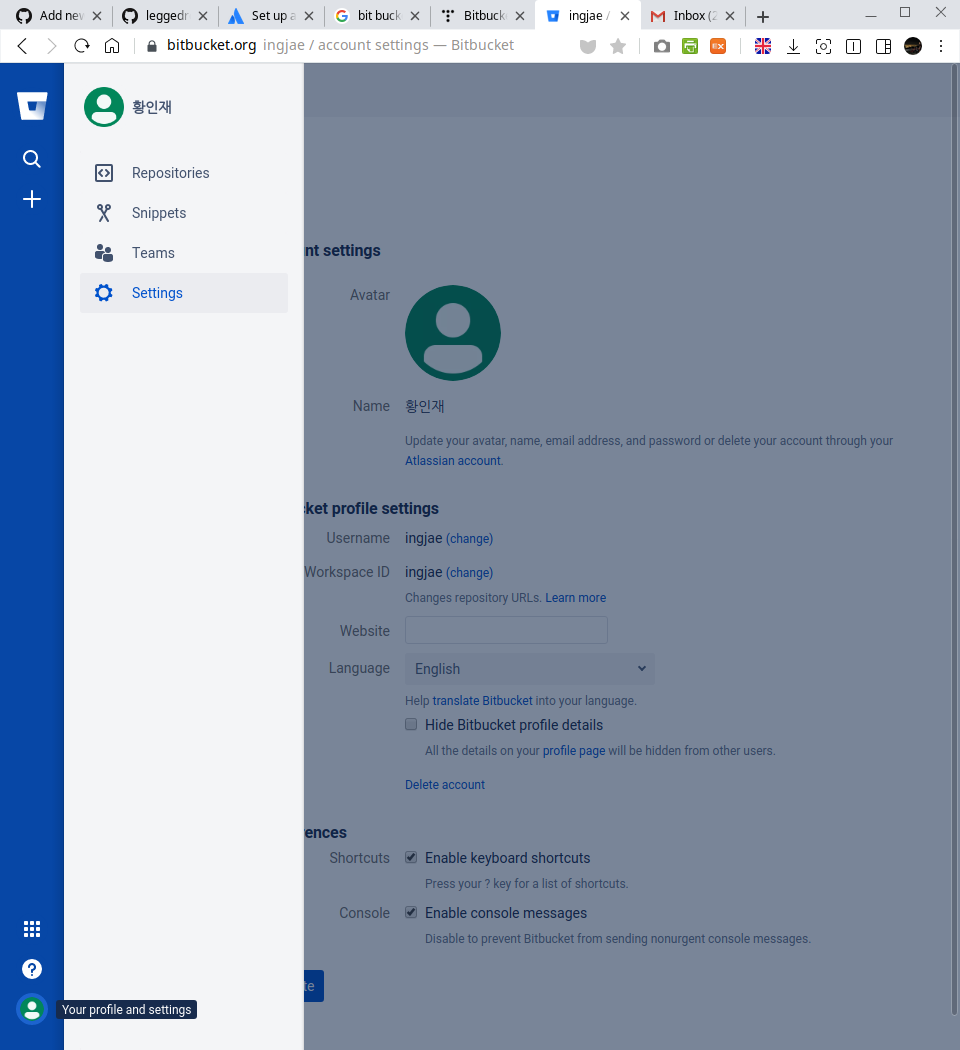 Add new
leggedr
Set up a
bit buck
Bitbucke
ingjae /
Inbox (2
bitbucket.org ingjae / account settings — Bitbucket
EX
황인재
Repositories
Snippets
Teams
Settings
nt settings
Avatar
Name 황인재
Update your avatar, name, email address, and password or delete your account through your
Atlassian account.
ket profile settings
Username ingjae (change)
Workspace ID ingjae (change)
Changes repository URLs. Learn more
Website
Language English
Help translate Bitbucket into your language.
Hide Bitbucket profile details
All the details on your profile page will be hidden from other users.
Delete account
rences
Shortcuts Enable keyboard shortcuts
Press your ? key for a list of shortcuts.
Console Enable console messages
Disable to prevent Bitbucket from sending nonurgent console messages.
te
Your profile and settings